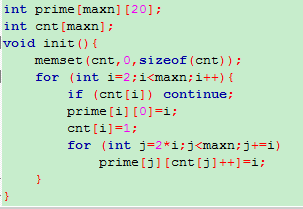 int prime[maxn][20];
int cnt[maxn];
void init(){
    memset(cnt,0,sizeof(cnt));
    for (int i=2;i<maxn;i++){
        if (cnt[i]) continue;
        prime[i][0]=i;
        cnt[i]=1;
        for (int j=2*i;j<maxn;j+=i)
            prime[j][cnt[j]++]=i;
    }
}